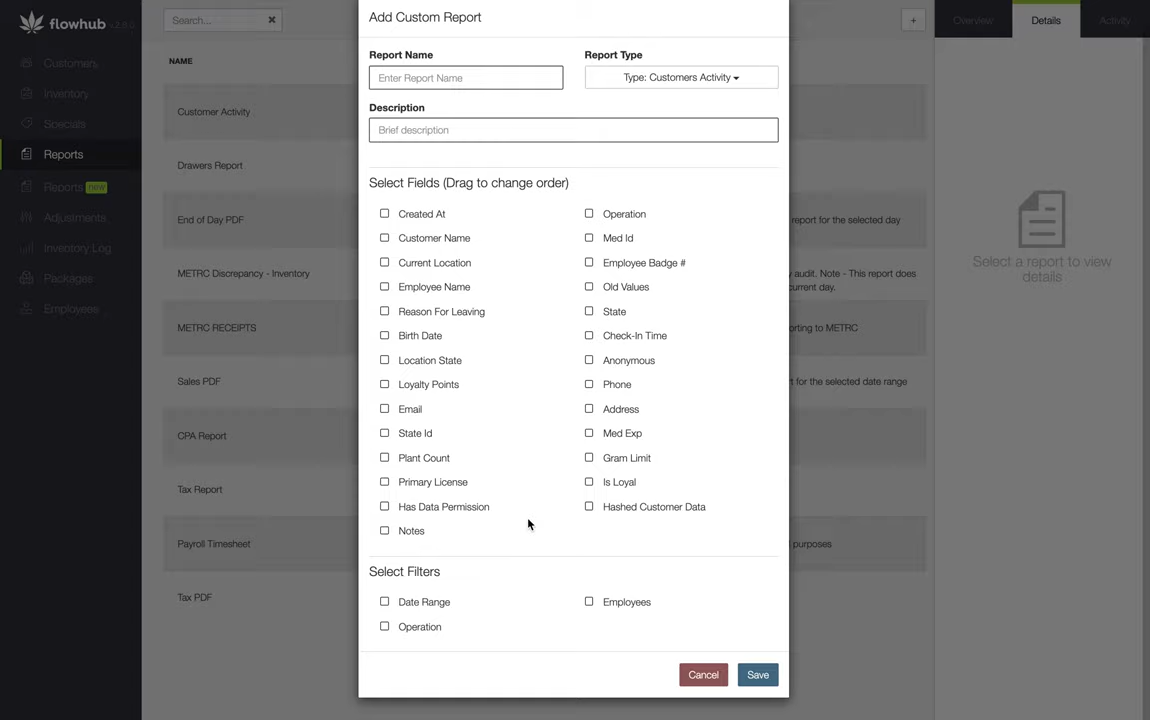 flowhub
Search...
Customers
Inventory
Specials
Reports
Reports new
Adjustments
Inventory Log
Packages
Employees
NAME
Customer Activity
Drawers Report
End of Day PDF
report for the selected day
METRC Discrepancy - Inventory
audit. Note - This report does
current day.
METRC RECEIPTS
orting to METRC
Sales PDF
t for the selected date range
CPA Report
Tax Report
Payroll Timesheet
purposes
Tax PDF
Add Custom Report
Report Name
Report Type
Enter Report Name
Type: Customers Activity
Description
Brief description
Select Fields (Drag to change order)
Created At
Operation
Customer Name
Med Id
Current Location
Employee Badge #
Employee Name
Old Values
Reason For Leaving
State
Birth Date
Check-In Time
Location State
Anonymous
Loyalty Points
Phone
Email
Address
State Id
Med Exp
Plant Count
Gram Limit
Primary License
Is Loyal
Has Data Permission
Hashed Customer Data
Notes
Select Filters
Date Range
Employees
Operation
Cancel
Save
+
Overview
Details
Activity
Select a report to view
details